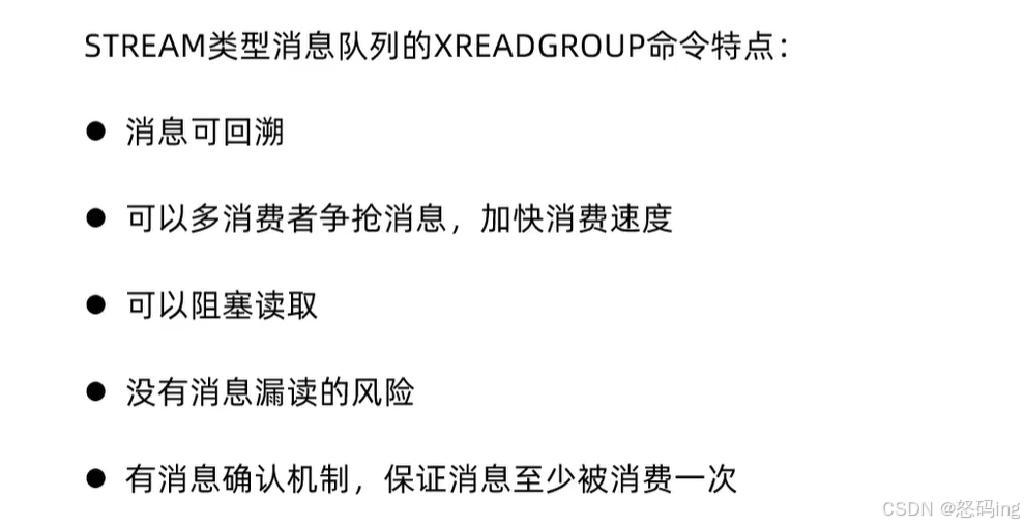 STREAM类型消息队列的XREADGROUP命令特点：
● 消息可回溯
● 可以多消费者争抢消息，加快消费速度
● 可以阻塞读取
● 没有消息漏读的风险
● 有消息确认机制，保证消息至少被消费一次
CSDN @怒码ing